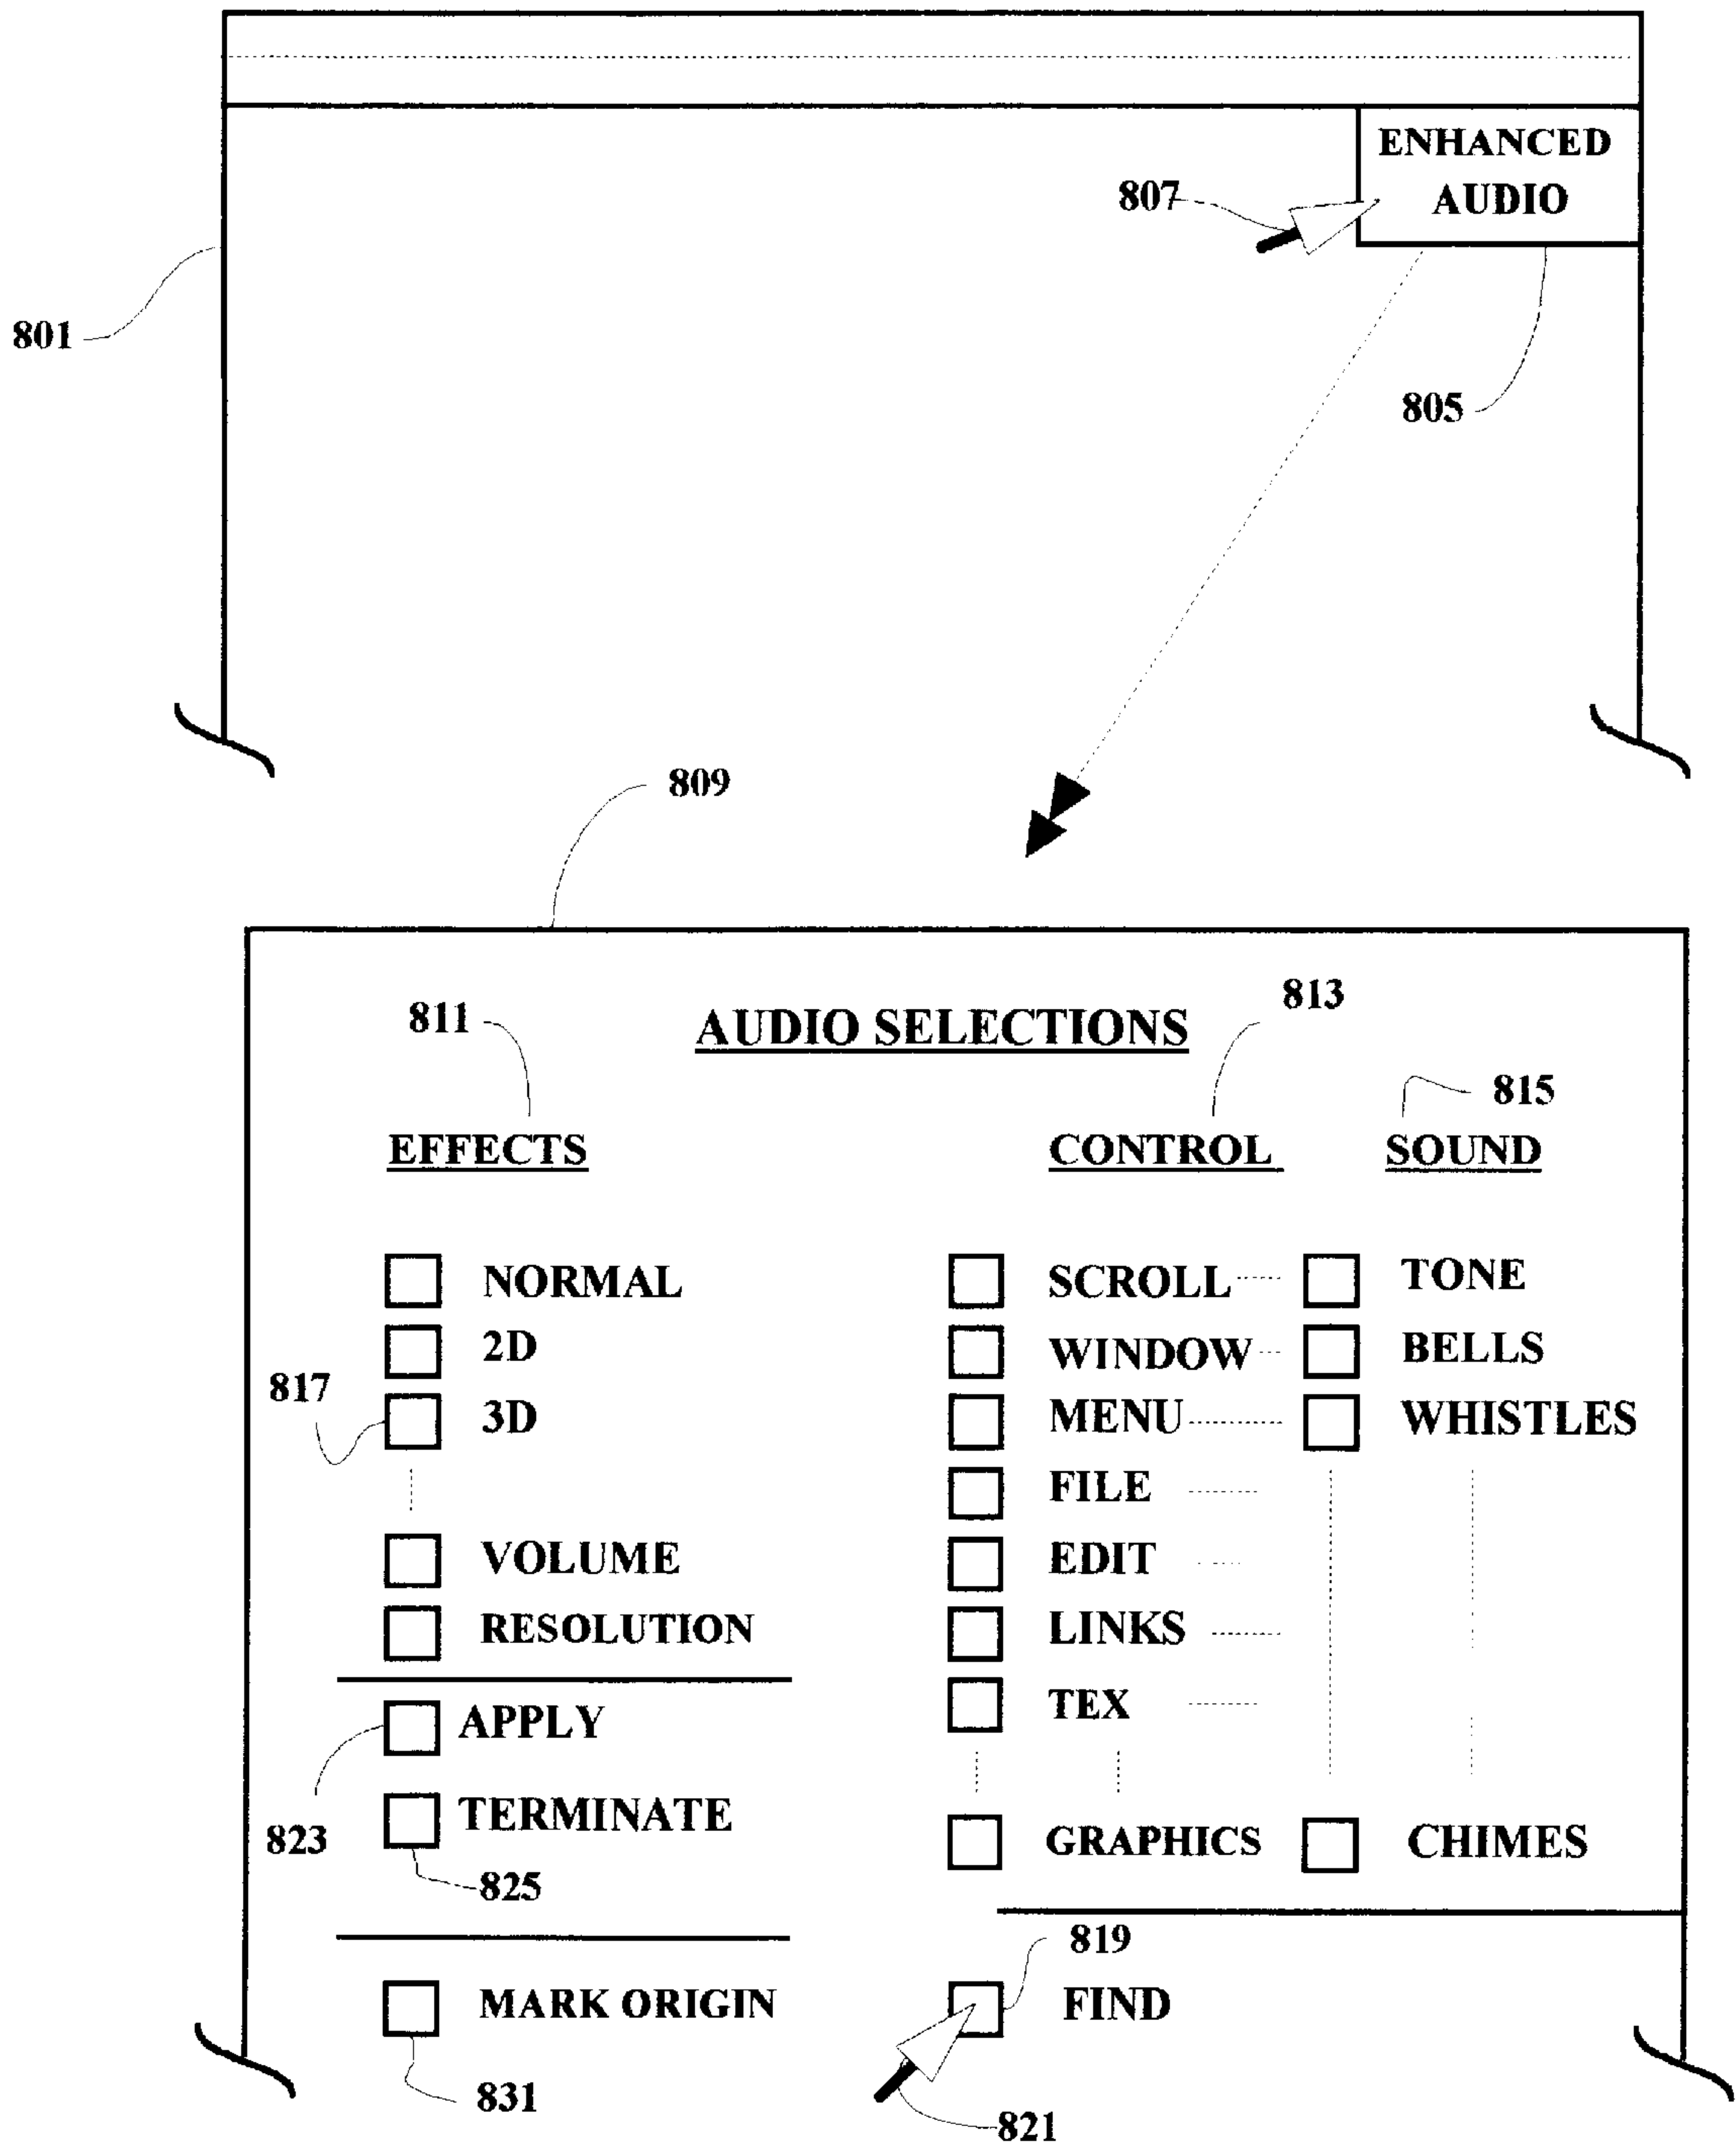 ENHANCED
AUDIO
807
801
805
809
811
813
AUDIO SELECTIONS
815
EFFECTS
CONTROL
SOUND
NORMAL
SCROLL
TONE
2D
WINDOW
BELLS
817
3D
MENU
WHISTLES
FILE
VOLUME
EDIT
RESOLUTION
LINKS
APPLY
TEX
TERMINATE
823
GRAPHICS
CHIMES
825
819
MARK ORIGIN
FIND
831
821